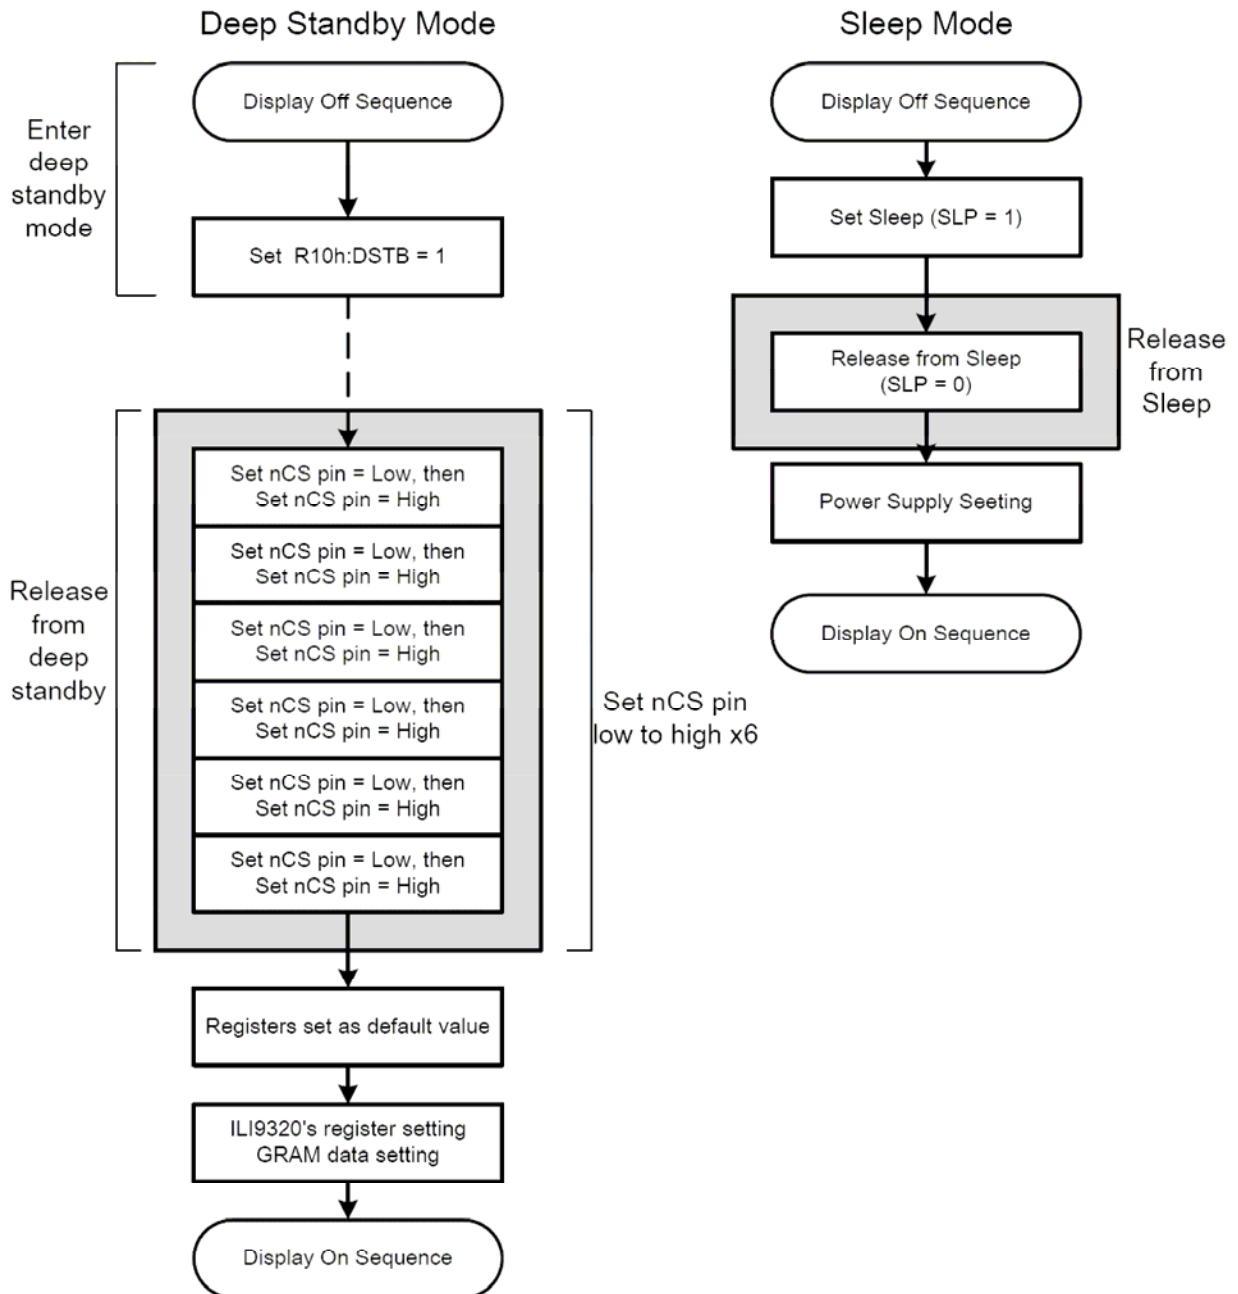 Deep Standby Mode
Display Off Sequence
Enter
deep
standby
mode
Set R10h:DSTB = 1
Release
from
deep
standby
Set nCS pin = Low, then
Set nCS pin = High
Set nCS pin = Low, then
Set nCS pin = High
Set nCS pin = Low, then
Set nCS pin = High
Set nCS pin = Low, then
Set nCS pin = High
Set nCS pin = Low, then
Set nCS pin = High
Set nCS pin = Low, then
Set nCS pin = High
Set nCS pin
low to high x6
Registers set as default value
ILI9320's register setting
GRAM data setting
Display On Sequence
Sleep Mode
Display Off Sequence
Set Sleep (SLP = 1)
Release from Sleep
(SLP = 0)
Release
from
Sleep
Power Supply Seeting
Display On Sequence